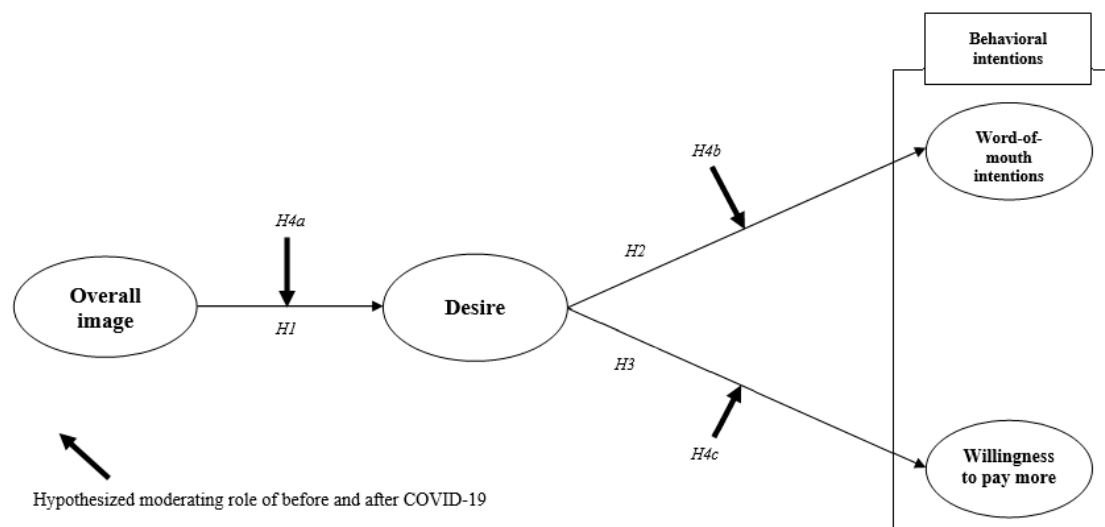 Behavioral
intentions
Word-of-
mouth
intentions
H4b
H4a
H2
Overall
image
Desire
H1
H3
H4c
Willingness
to pay more
Hypothesized moderating role of before and after COVID-19